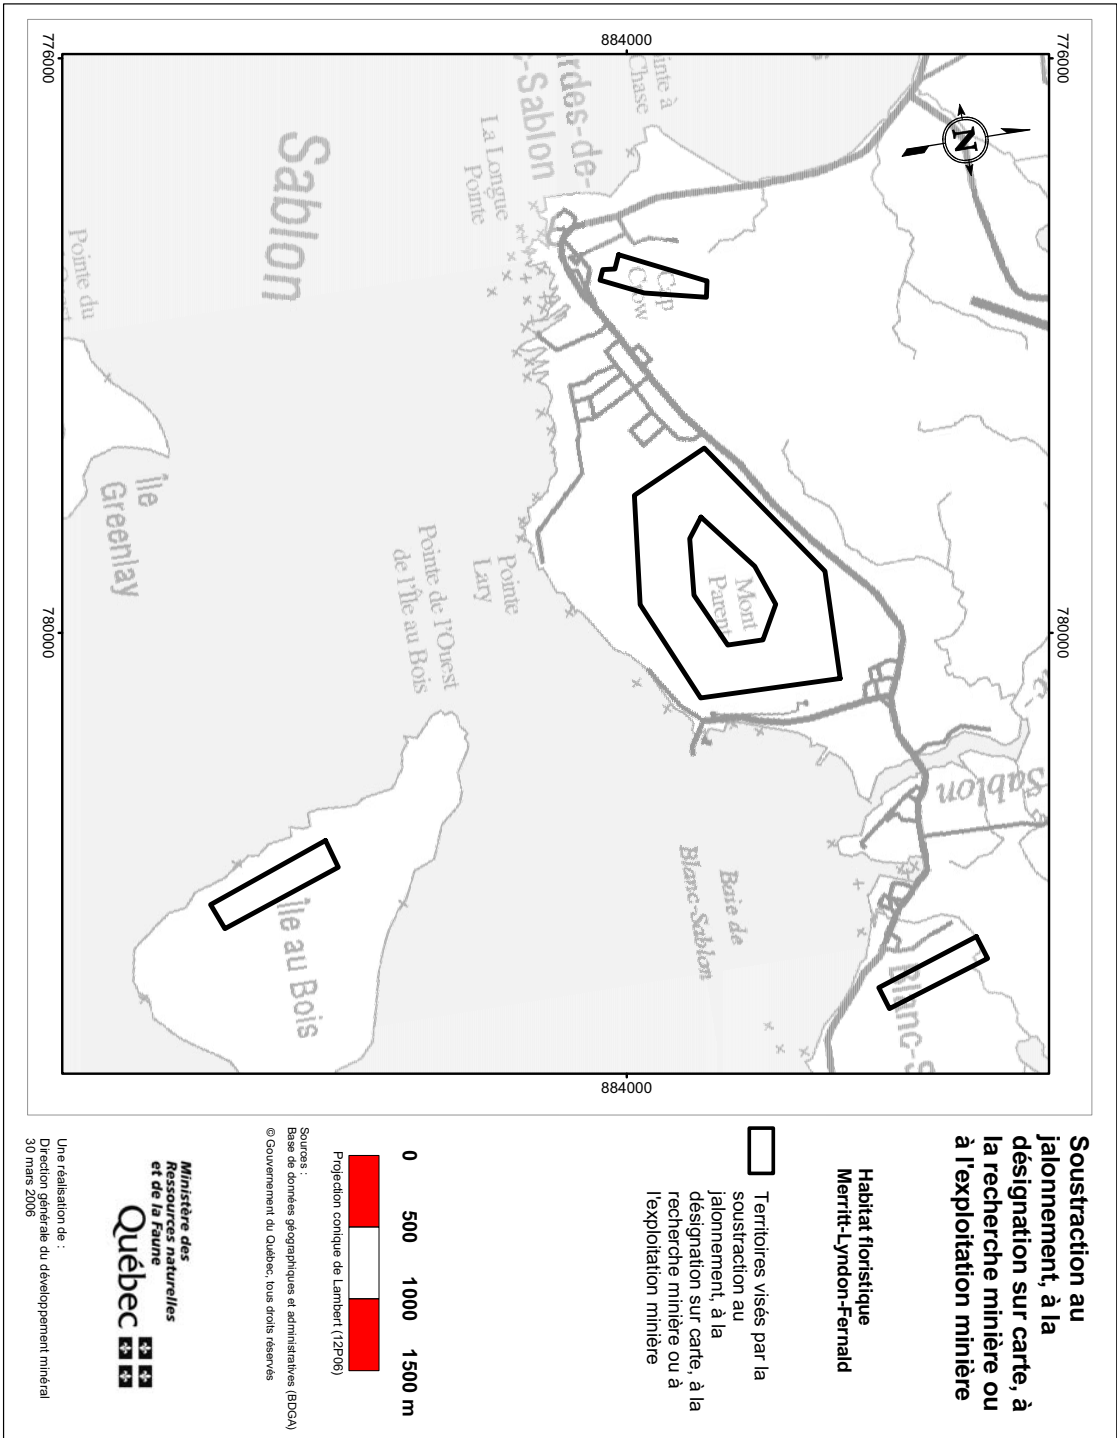 Soustraction au
jalonnement, à la
désignation sur carte, à
la recherche minière ou
à l'exploitation minière
Habitat floristique
Merritt-Lyndon-Fernald
Territoires visés par la
soustraction au
jalonnement, à la
désignation sur carte, à la
recherche minière ou à
l'exploitation minière
0 500 1000 1500 m
Projection conique de Lambert (12P06)
Sources :
Base de données géographiques et administratives (BDGA)
© Gouvernement du Québec, tous droits réservés
Ministère des
Ressources naturelles
et de la Faune
Québec
Une réalisation de :
Direction générale du développement minéral
30 mars 2006
776000
780000
776000
780000
884000
884000
N
inte à
Chase
rdes-de-
-Sablon
La Longue
Pointe
Sablon
Pointe du
Cap
Crow
Île
Greenlay
Mont
Parent
Pointe
Lary
Pointe de l'Ouest
de l'Île au Bois
Sablon
Baie de
Blanc-Sablon
Île au Bois
Blanc-S